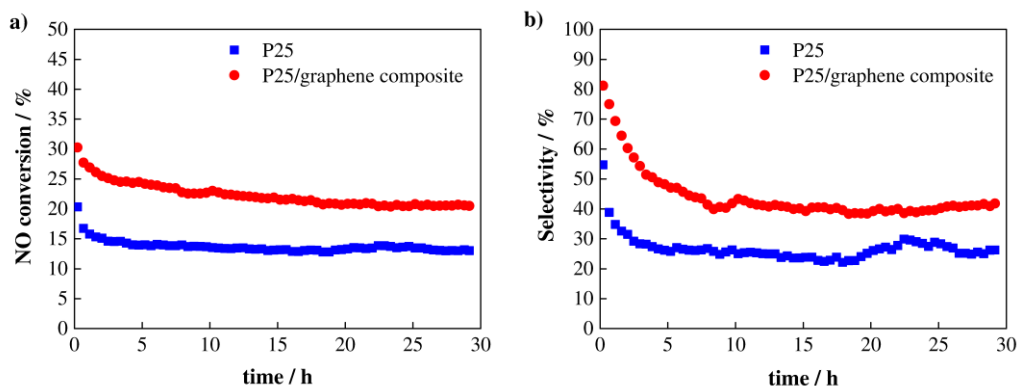 a)
50
45
40
35
30
25
20
15
10
5
0
NO conversion / %
P25
P25/graphene composite
0 5 10 15 20 25 30
time / h
b)
100
90
80
70
60
50
40
30
20
10
0
Selectivity / %
P25
P25/graphene composite
0 5 10 15 20 25 30
time / h